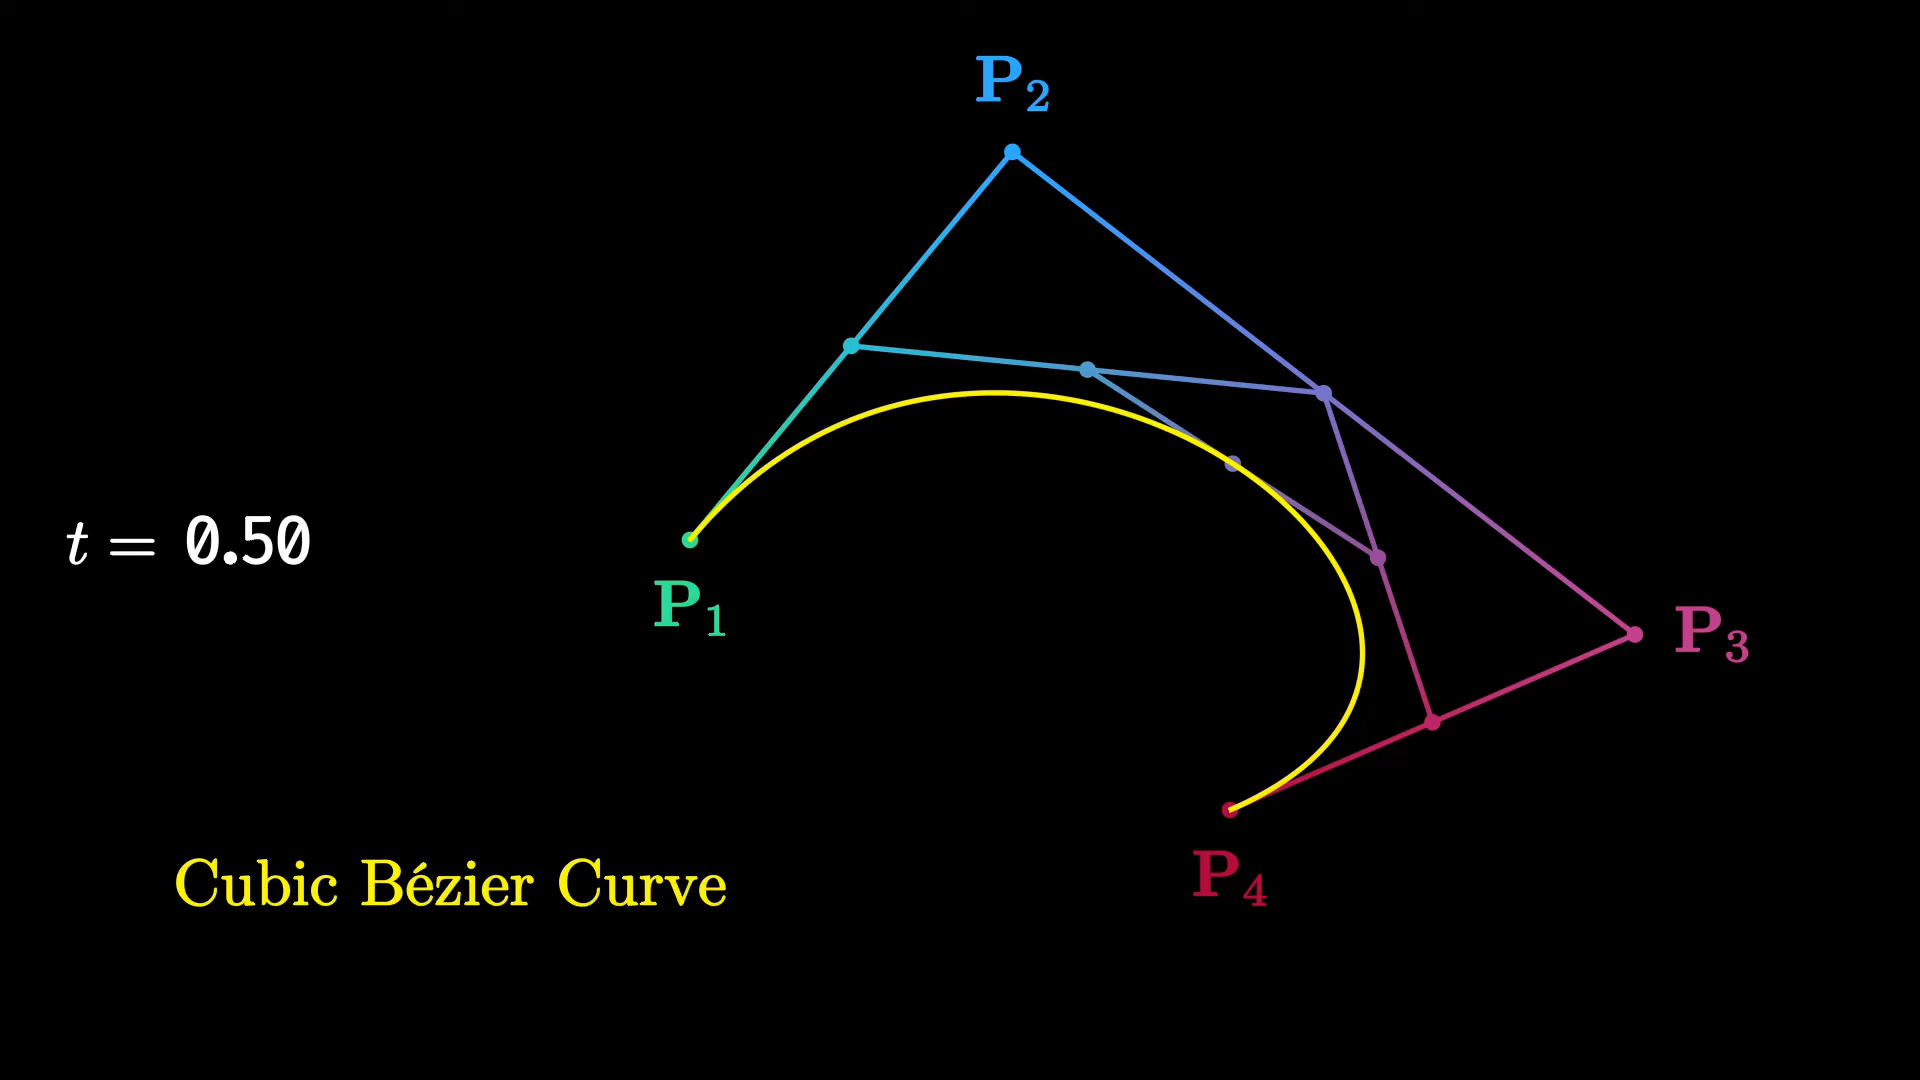 P₂
t = 0.50
P₁
P₃
Cubic Bézier Curve
P₄